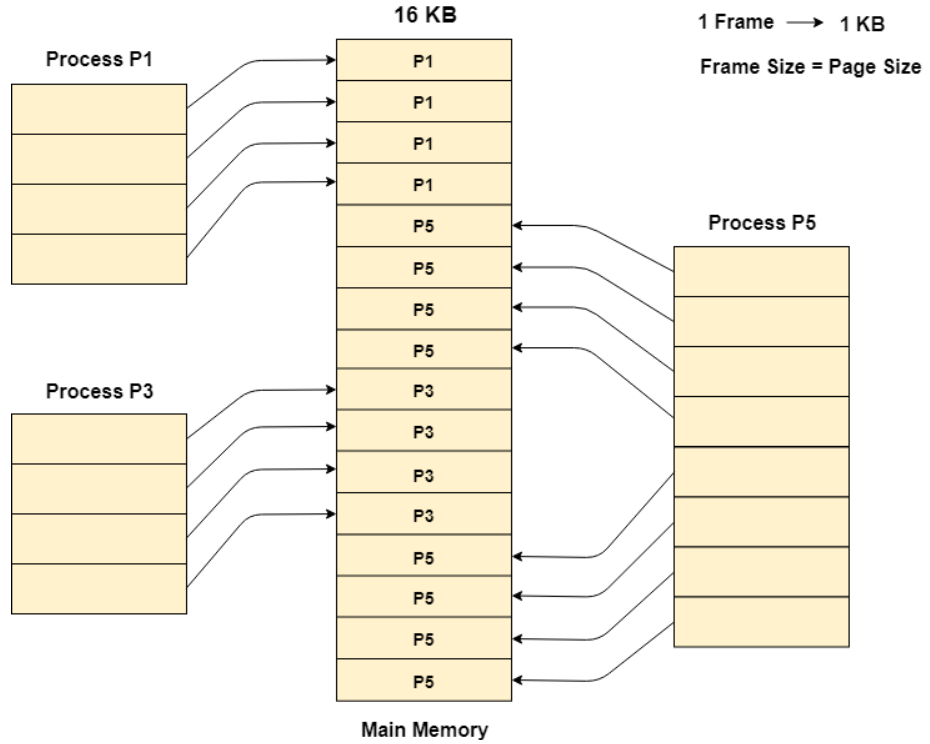 16 KB
1 Frame → 1 KB
Frame Size = Page Size
Process P1
P1
P1
P1
P1
P5
P5
P5
P5
P3
P3
P3
P3
P5
P5
P5
P5
Process P5
Process P3
Main Memory